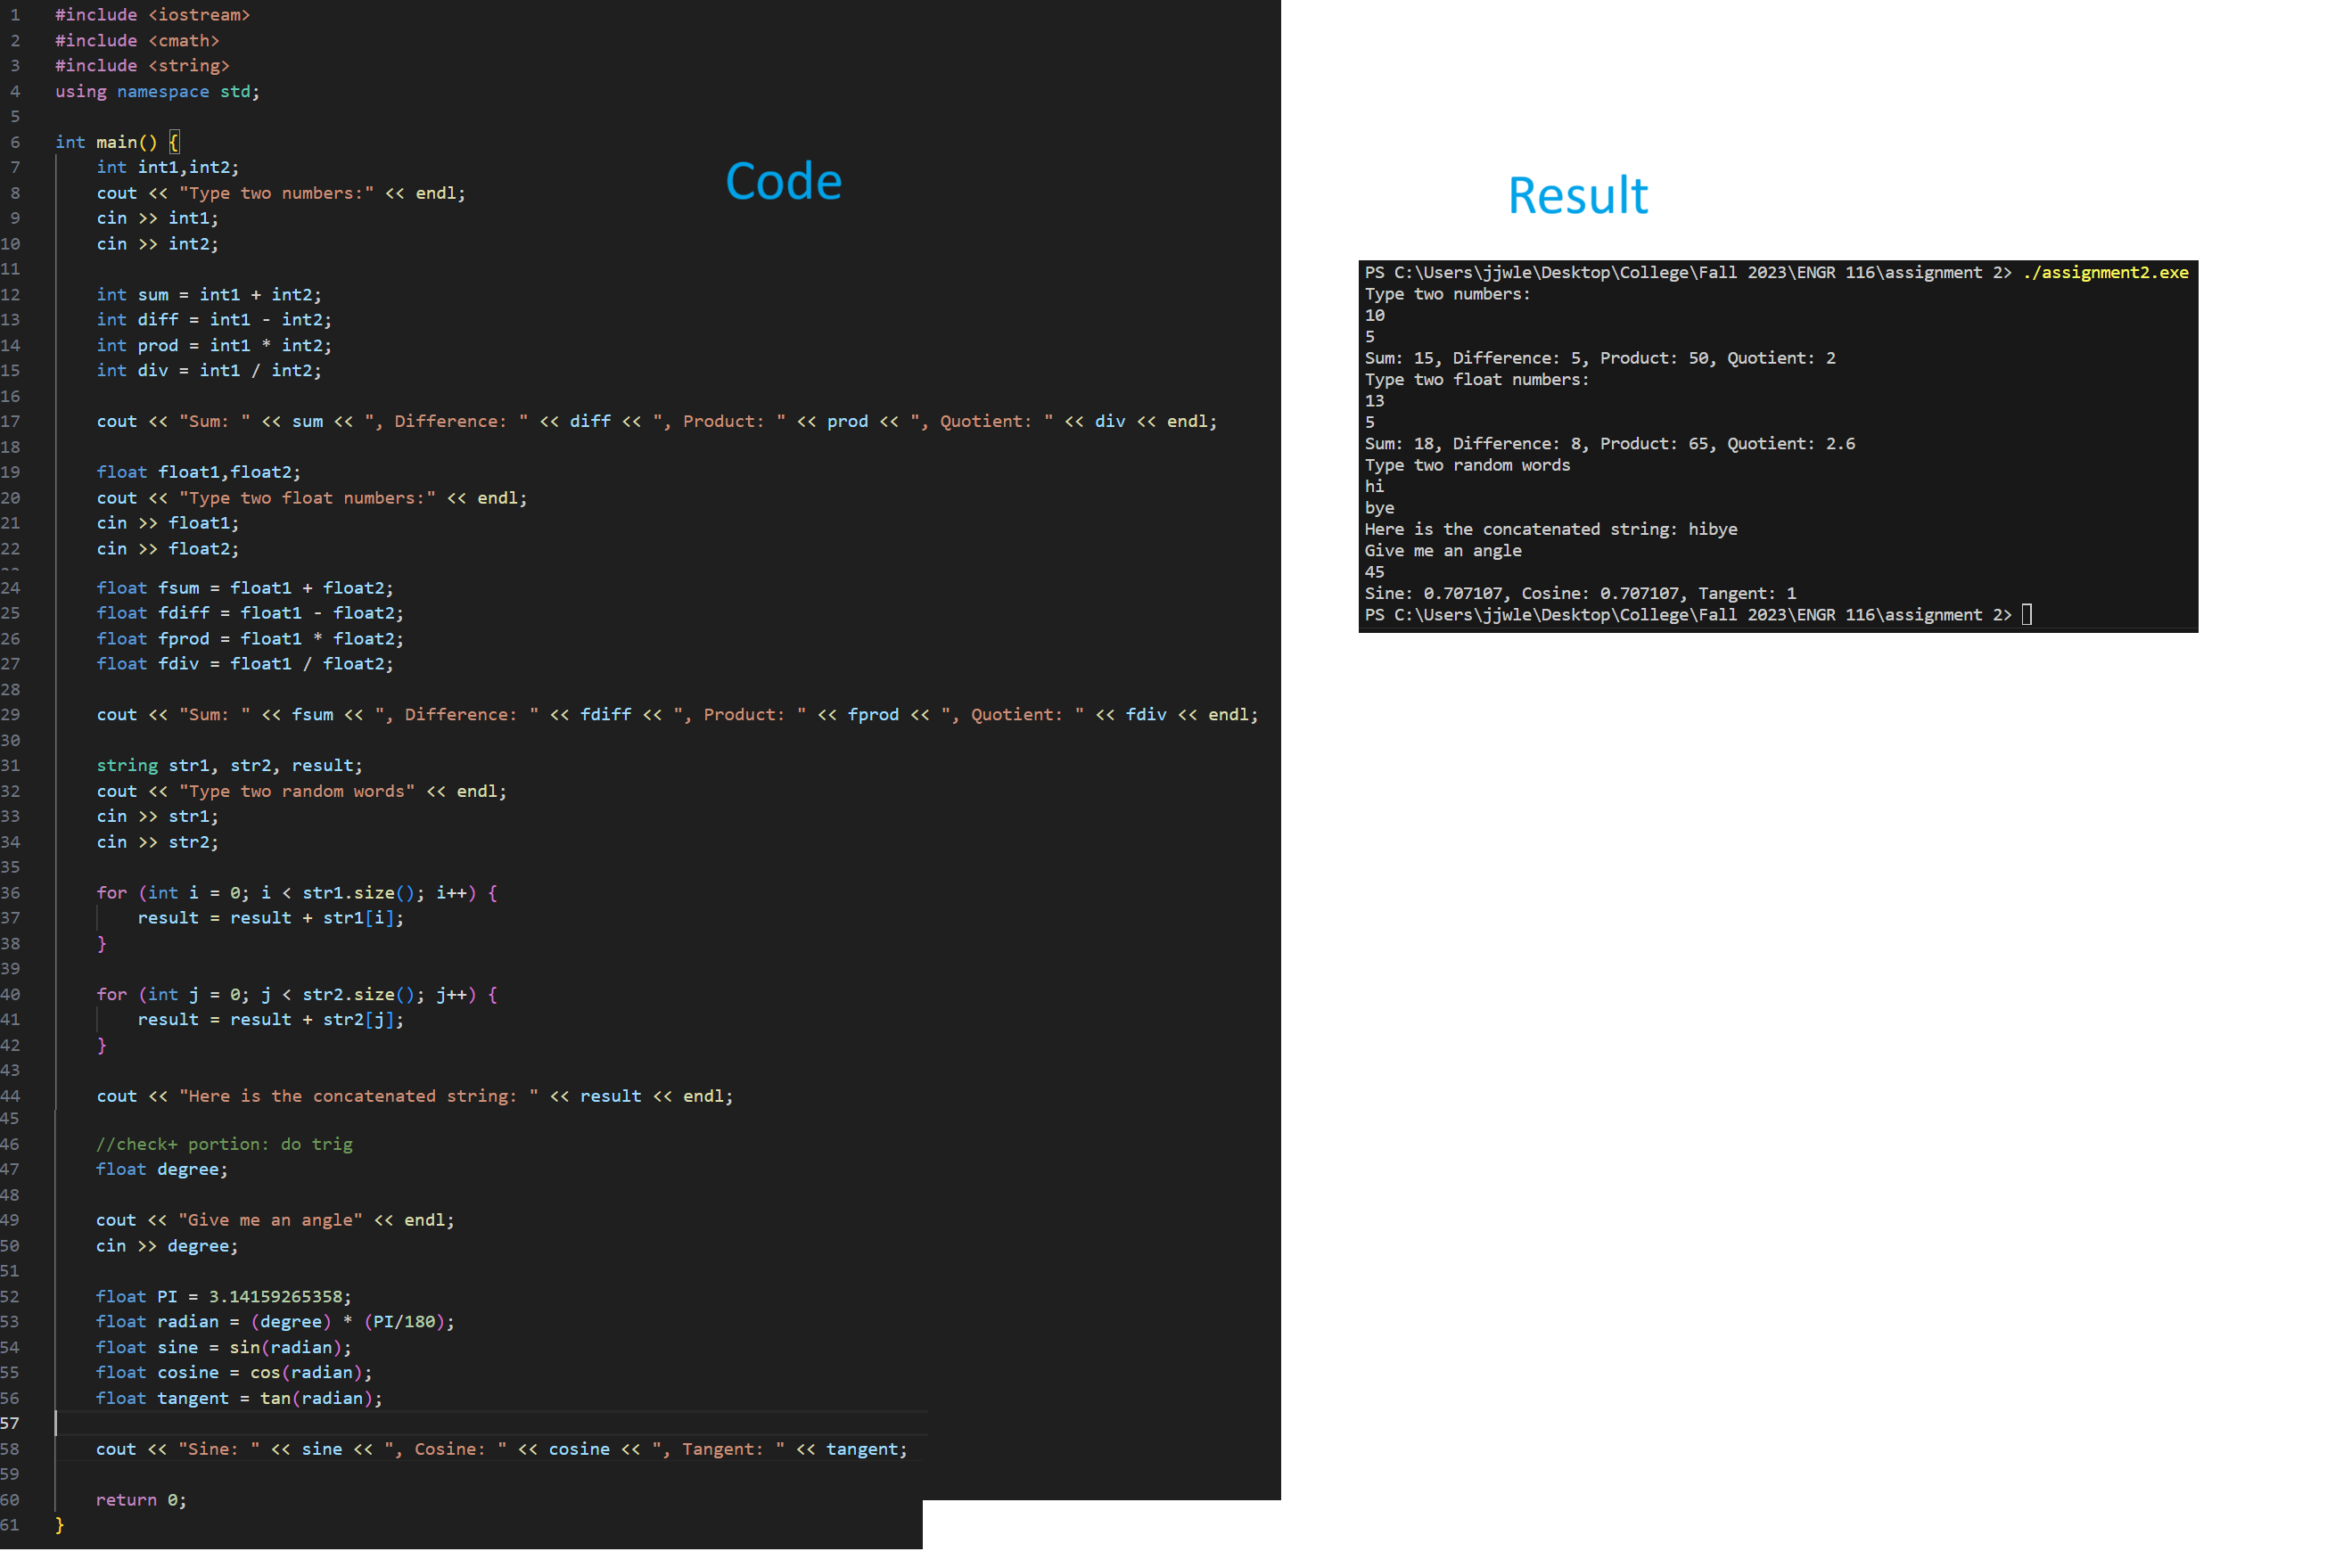 1 #include <iostream>
2 #include <cmath>
3 #include <string>
4 using namespace std;
5
6 int main() {
7 int int1,int2;
8 cout << "Type two numbers:" << endl;
9 cin >> int1;
10 cin >> int2;
11
12 int sum = int1 + int2;
13 int diff = int1 - int2;
14 int prod = int1 * int2;
15 int div = int1 / int2;
16
17 cout << "Sum: " << sum << ", Difference: " << diff << ", Product: " << prod << ", Quotient: " << div << endl;
18
19 float float1,float2;
20 cout << "Type two float numbers:" << endl;
21 cin >> float1;
22 cin >> float2;
24 float fsum = float1 + float2;
25 float fdiff = float1 - float2;
26 float fprod = float1 * float2;
27 float fdiv = float1 / float2;
28
29 cout << "Sum: " << fsum << ", Difference: " << fdiff << ", Product: " << fprod << ", Quotient: " << fdiv << endl;
30
31 string str1, str2, result;
32 cout << "Type two random words" << endl;
33 cin >> str1;
34 cin >> str2;
35
36 for (int i = 0; i < str1.size(); i++) {
37 result = result + str1[i];
38 }
39
40 for (int j = 0; j < str2.size(); j++) {
41 result = result + str2[j];
42 }
43
44 cout << "Here is the concatenated string: " << result << endl;
45
46 //check+ portion: do trig
47 float degree;
48
49 cout << "Give me an angle" << endl;
50 cin >> degree;
51
52 float PI = 3.14159265358;
53 float radian = (degree) * (PI/180);
54 float sine = sin(radian);
55 float cosine = cos(radian);
56 float tangent = tan(radian);
57
58 cout << "Sine: " << sine << ", Cosine: " << cosine << ", Tangent: " << tangent;
59
60 return 0;
61 }
Code
Result
PS C:\Users\jjwle\Desktop\College\Fall 2023\ENGR 116\assignment 2> ./assignment2.exe
Type two numbers:
10
5
Sum: 15, Difference: 5, Product: 50, Quotient: 2
Type two float numbers:
13
5
Sum: 18, Difference: 8, Product: 65, Quotient: 2.6
Type two random words
hi
bye
Here is the concatenated string: hibye
Give me an angle
45
Sine: 0.707107, Cosine: 0.707107, Tangent: 1
PS C:\Users\jjwle\Desktop\College\Fall 2023\ENGR 116\assignment 2>